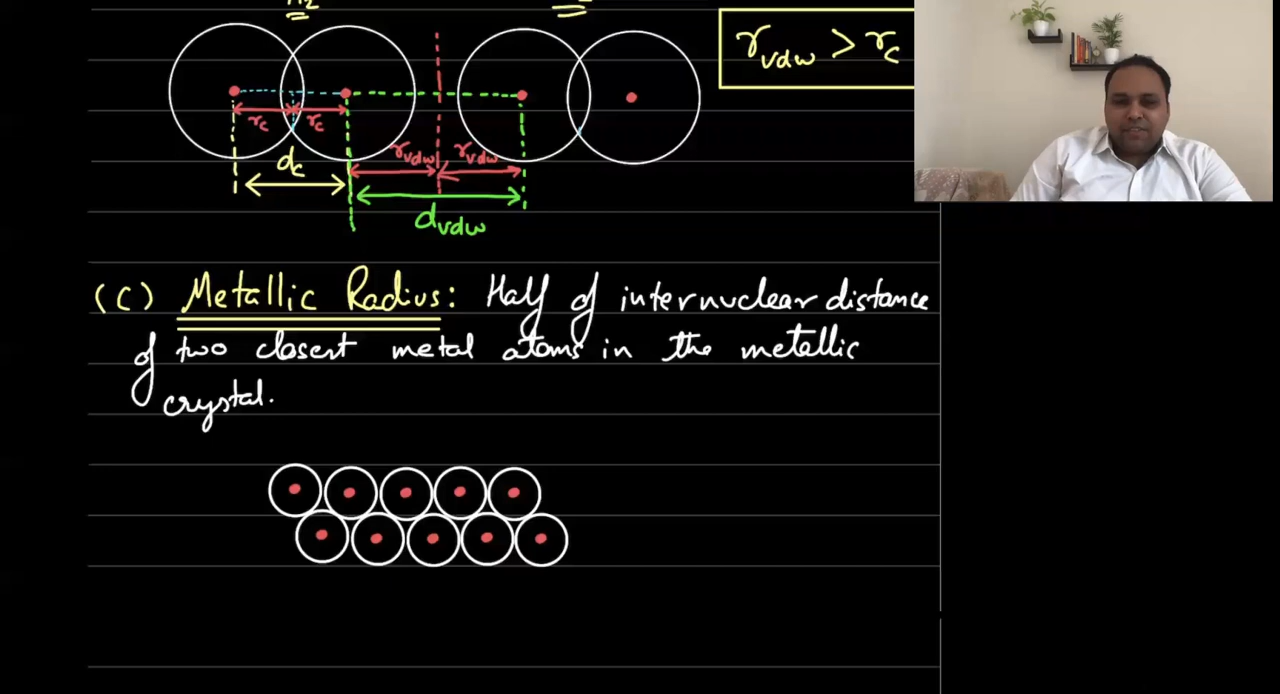 H2
r_vdw > r_c
r_c r_c
r_vdw r_vdw
d_c
d_vdw
(C) Metallic Radius: Half of internuclear distance
of two closest metal atoms in the metallic
crystal.